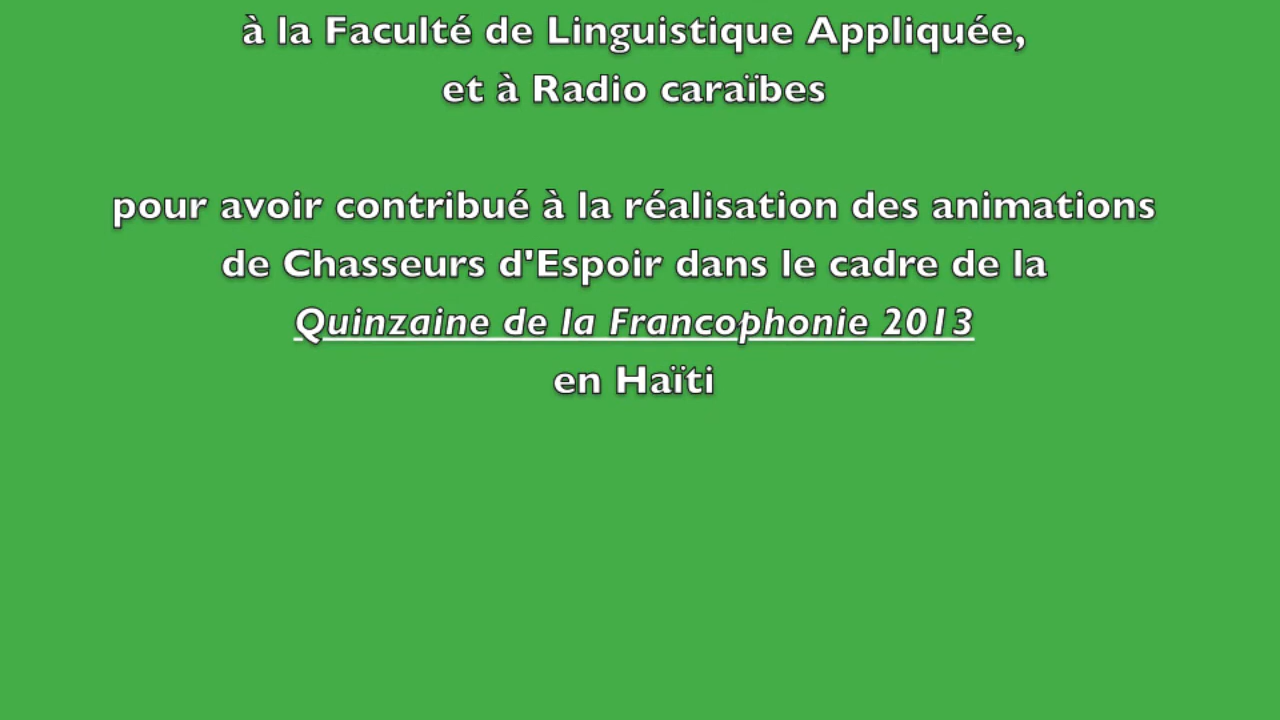 à la Faculté de Linguistique Appliquée,
et à Radio caraïbes
pour avoir contribué à la réalisation des animations
de Chasseurs d'Espoir dans le cadre de la
Quinzaine de la Francophonie 2013
en Haïti